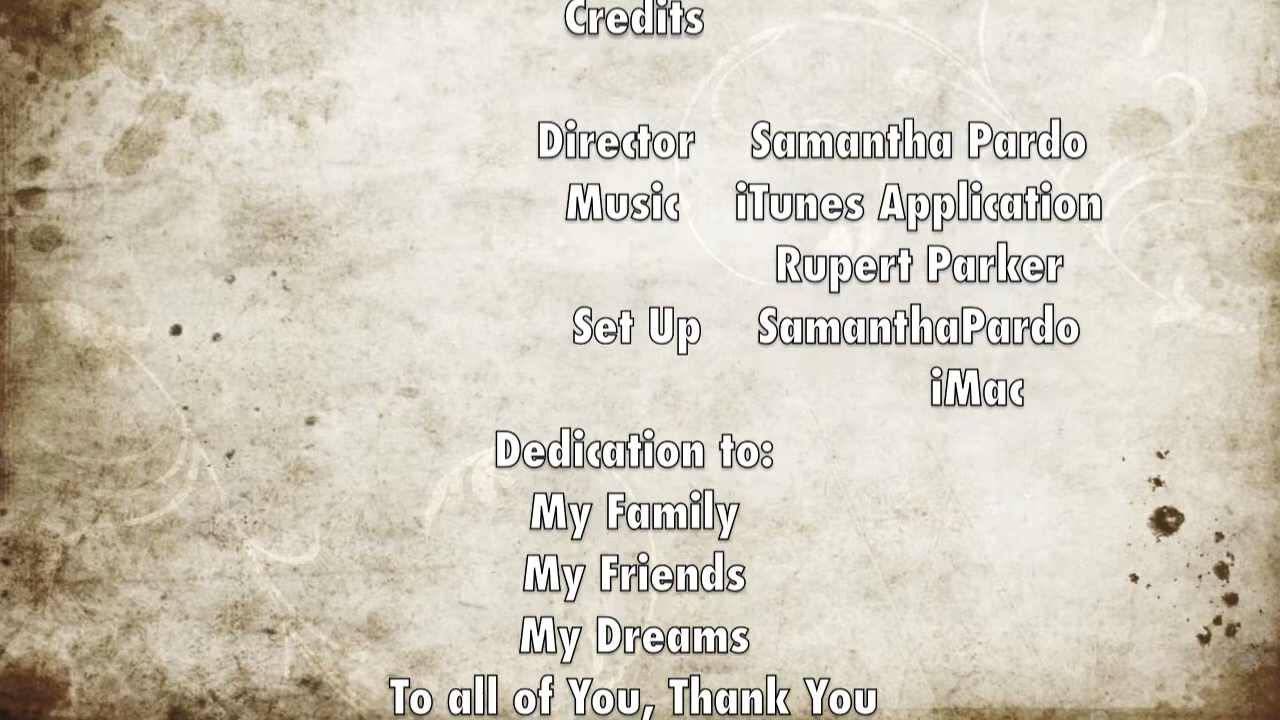 Credits
Director Samantha Pardo
Music iTunes Application
Rupert Parker
Set Up SamanthaPardo
iMac
Dedication to:
My Family
My Friends
My Dreams
To all of You, Thank You